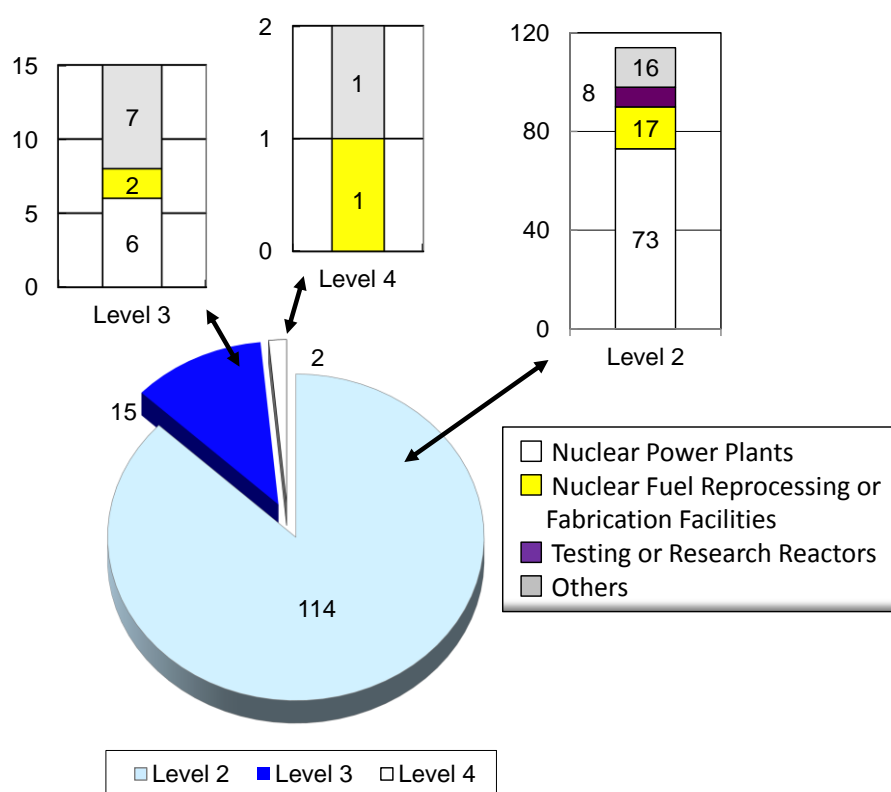 15
10
5
0
7
2
6
Level 3
2
1
0
1
1
Level 4
120
80
40
0
16
8
17
73
Level 2
2
15
114
Nuclear Power Plants
Nuclear Fuel Reprocessing or
Fabrication Facilities
Testing or Research Reactors
Others
Level 2 Level 3 Level 4